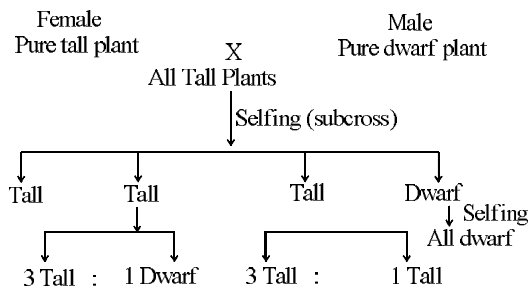 Female
Pure tall plant
Male
Pure dwarf plant
X
All Tall Plants
Selfing (subcross)
Tall Tall Tall Dwarf
Selfing
All dwarf
3 Tall : 1 Dwarf 3 Tall : 1 Tall